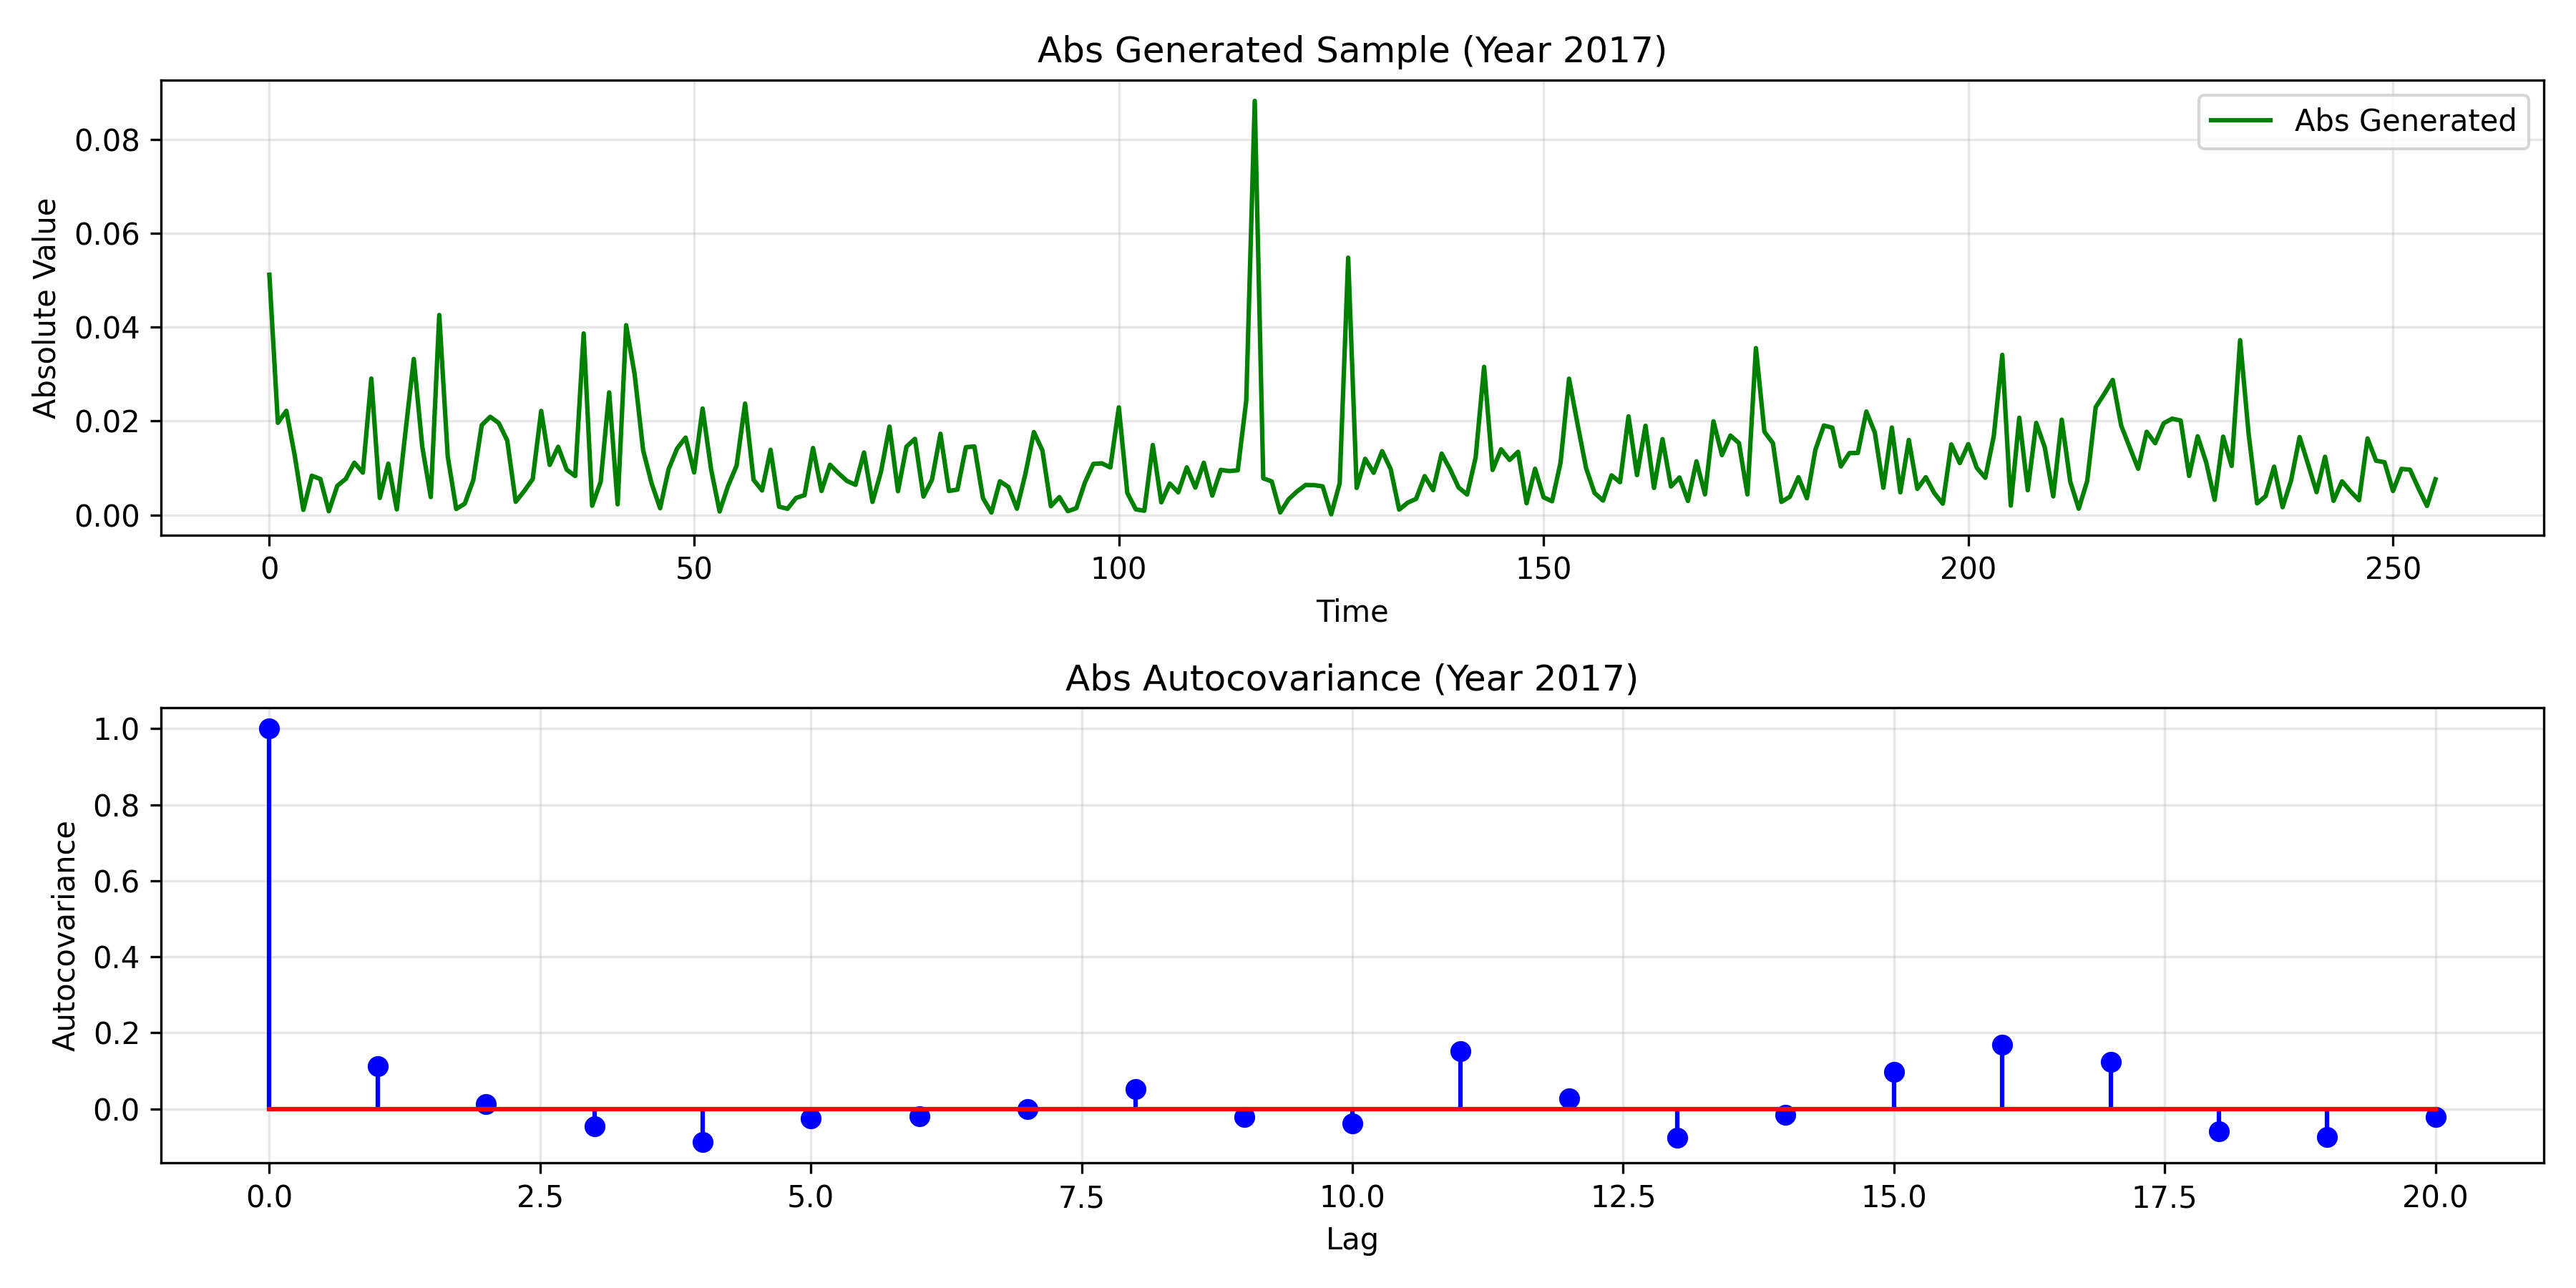 Abs Generated Sample (Year 2017)
Abs Generated
Absolute Value
0.08
0.06
0.04
0.02
0.00
0 50 100 150 200 250
Time
Abs Autocovariance (Year 2017)
Autocovariance
1.0
0.8
0.6
0.4
0.2
0.0
0.0 2.5 5.0 7.5 10.0 12.5 15.0 17.5 20.0
Lag